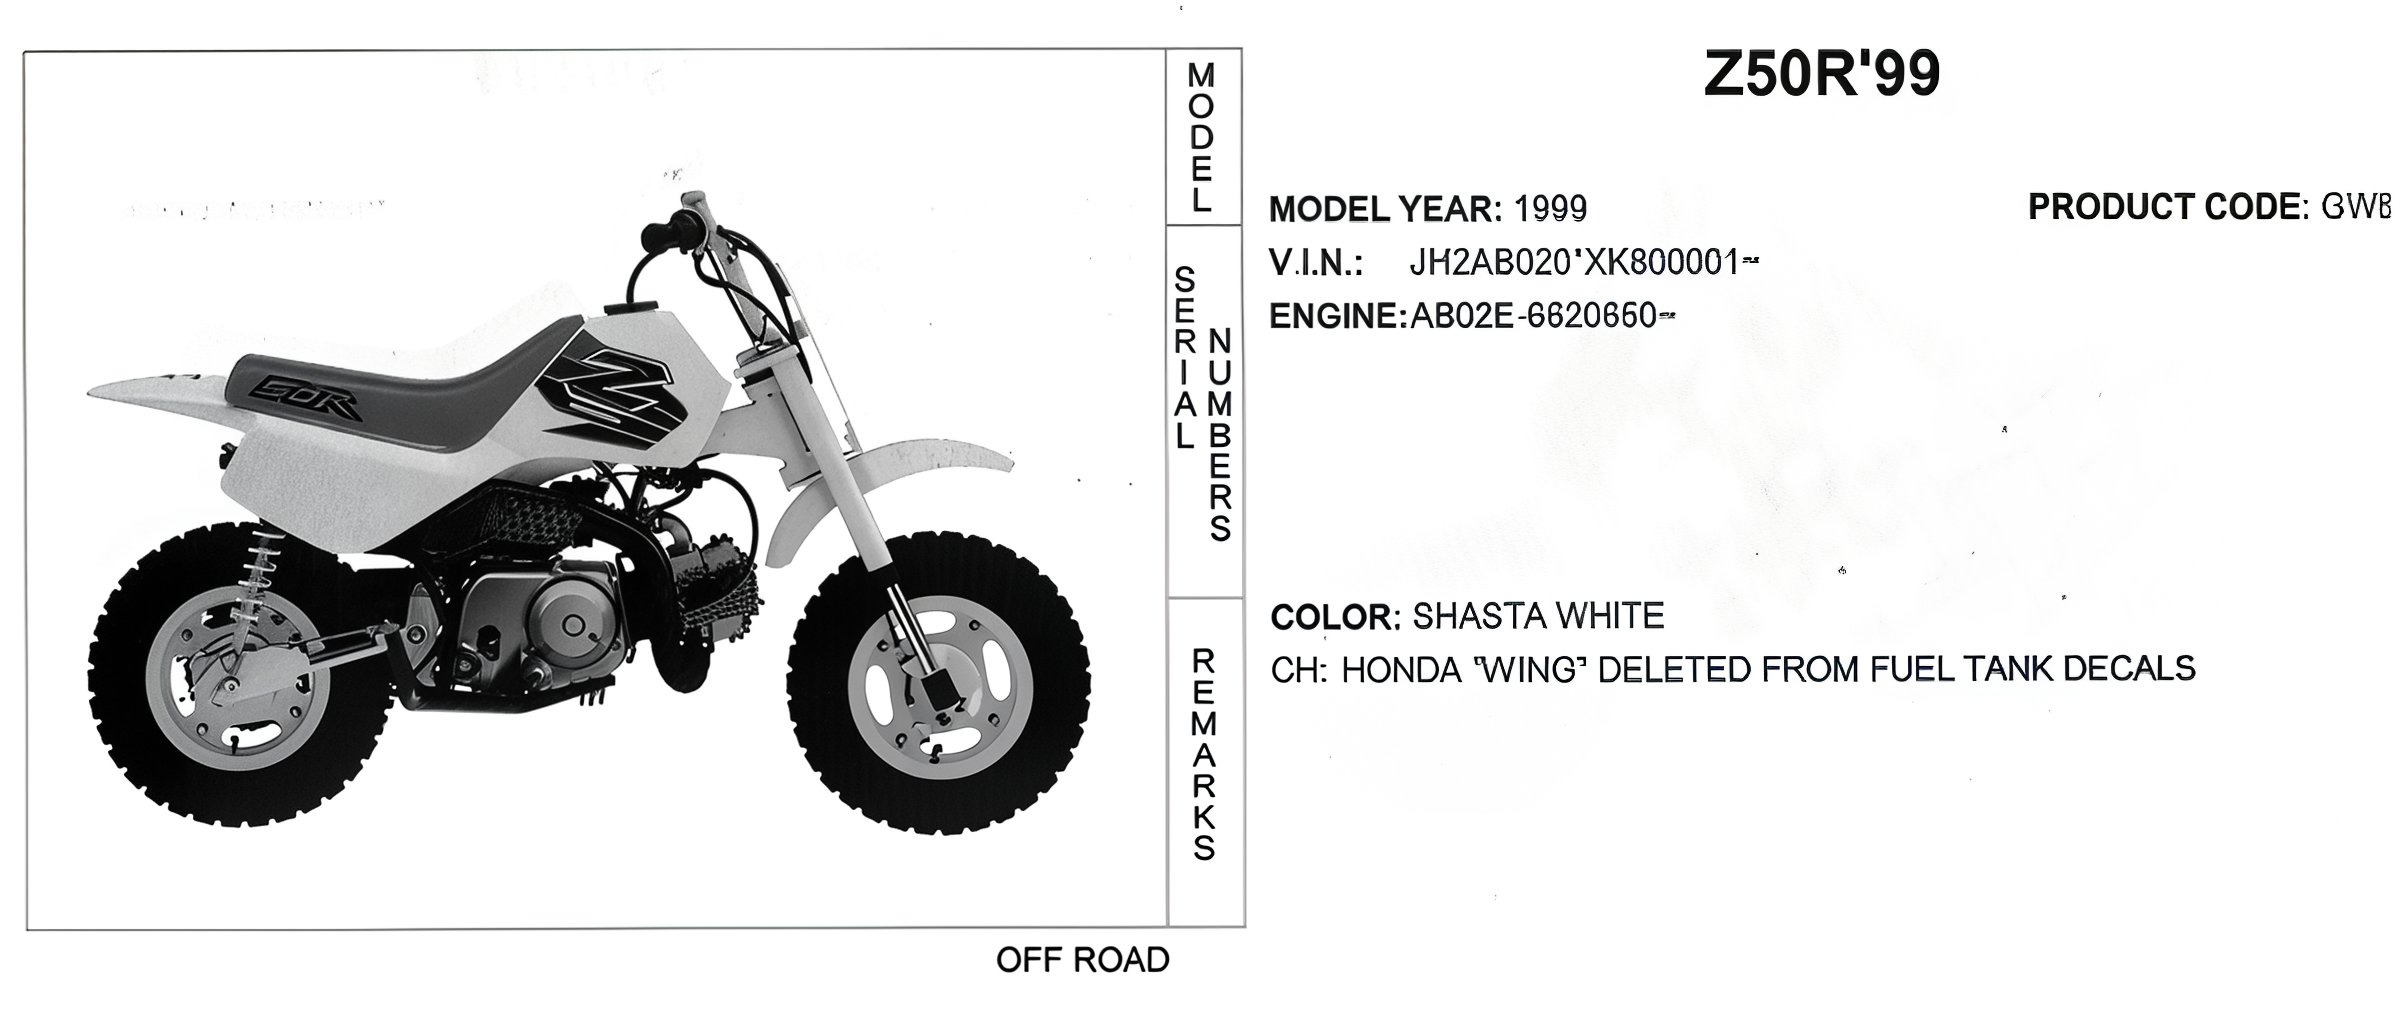 Z50R'99
MODEL
MODEL YEAR: 1999
PRODUCT CODE: GWB
V.I.N.: JH2AB020*XK800001~
ENGINE: AB02E-6620660~
SERIAL NUMBERS
REMARKS
COLOR: SHASTA WHITE
CH: HONDA "WING" DELETED FROM FUEL TANK DECALS
Z
50R
OFF ROAD